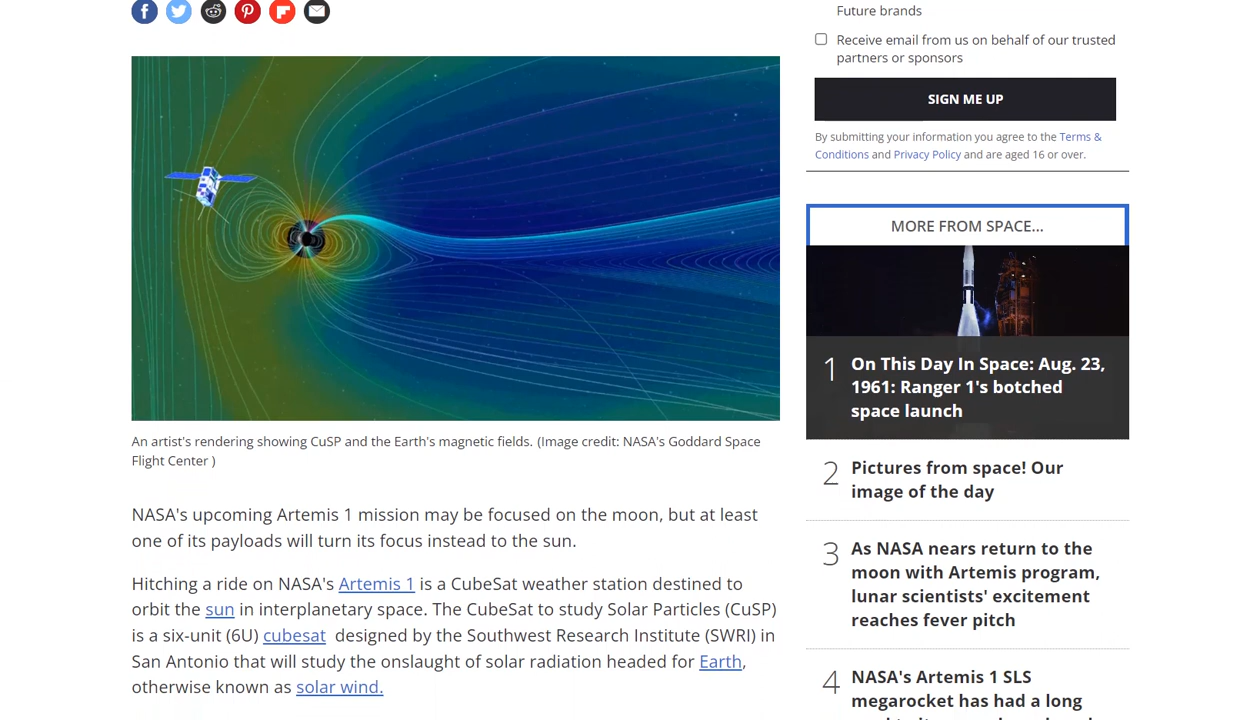 Future brands
Receive email from us on behalf of our trusted
partners or sponsors
SIGN ME UP
By submitting your information you agree to the Terms &
Conditions and Privacy Policy and are aged 16 or over.
MORE FROM SPACE...
1 On This Day In Space: Aug. 23,
1961: Ranger 1's botched
space launch
2 Pictures from space! Our
image of the day
3 As NASA nears return to the
moon with Artemis program,
lunar scientists' excitement
reaches fever pitch
4 NASA's Artemis 1 SLS
megarocket has had a long
An artist's rendering showing CuSP and the Earth's magnetic fields. (Image credit: NASA's Goddard Space
Flight Center )
NASA's upcoming Artemis 1 mission may be focused on the moon, but at least
one of its payloads will turn its focus instead to the sun.
Hitching a ride on NASA's Artemis 1 is a CubeSat weather station destined to
orbit the sun in interplanetary space. The CubeSat to study Solar Particles (CuSP)
is a six-unit (6U) cubesat designed by the Southwest Research Institute (SWRI) in
San Antonio that will study the onslaught of solar radiation headed for Earth,
otherwise known as solar wind.